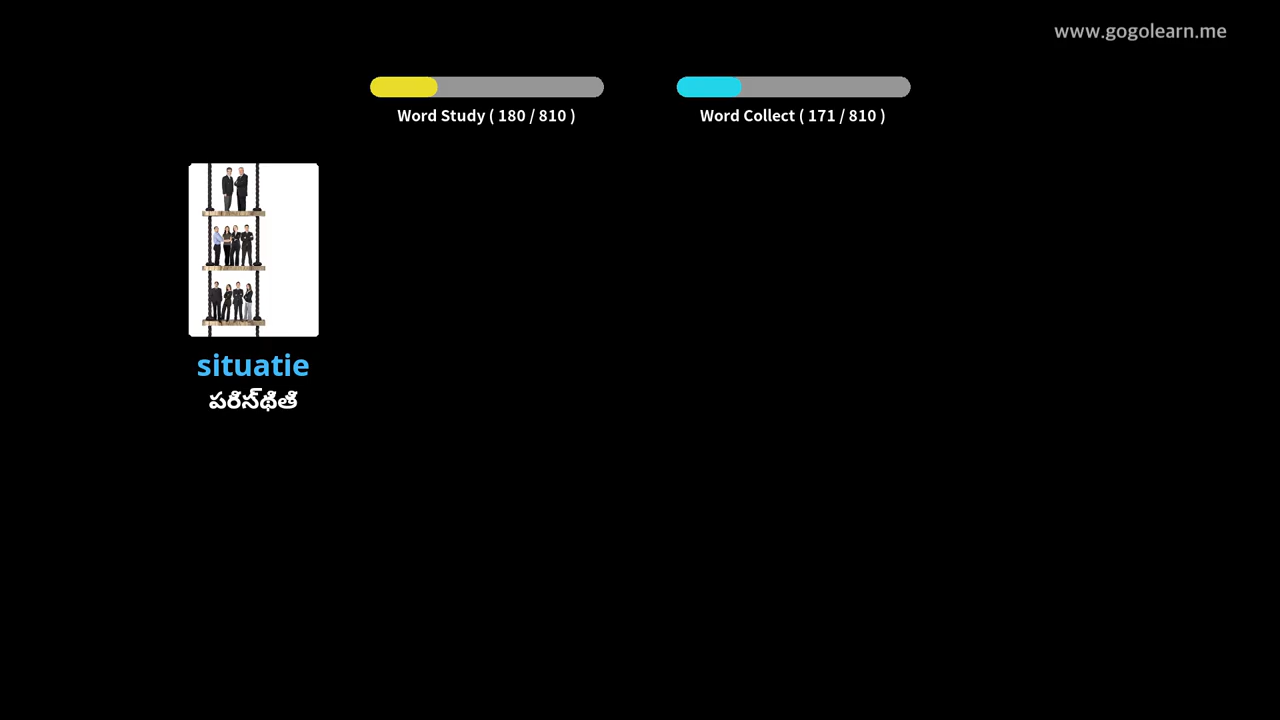 www.gogolearn.me
Word Study ( 180 / 810 )
Word Collect ( 171 / 810 )
situatie
పరిస్థితి